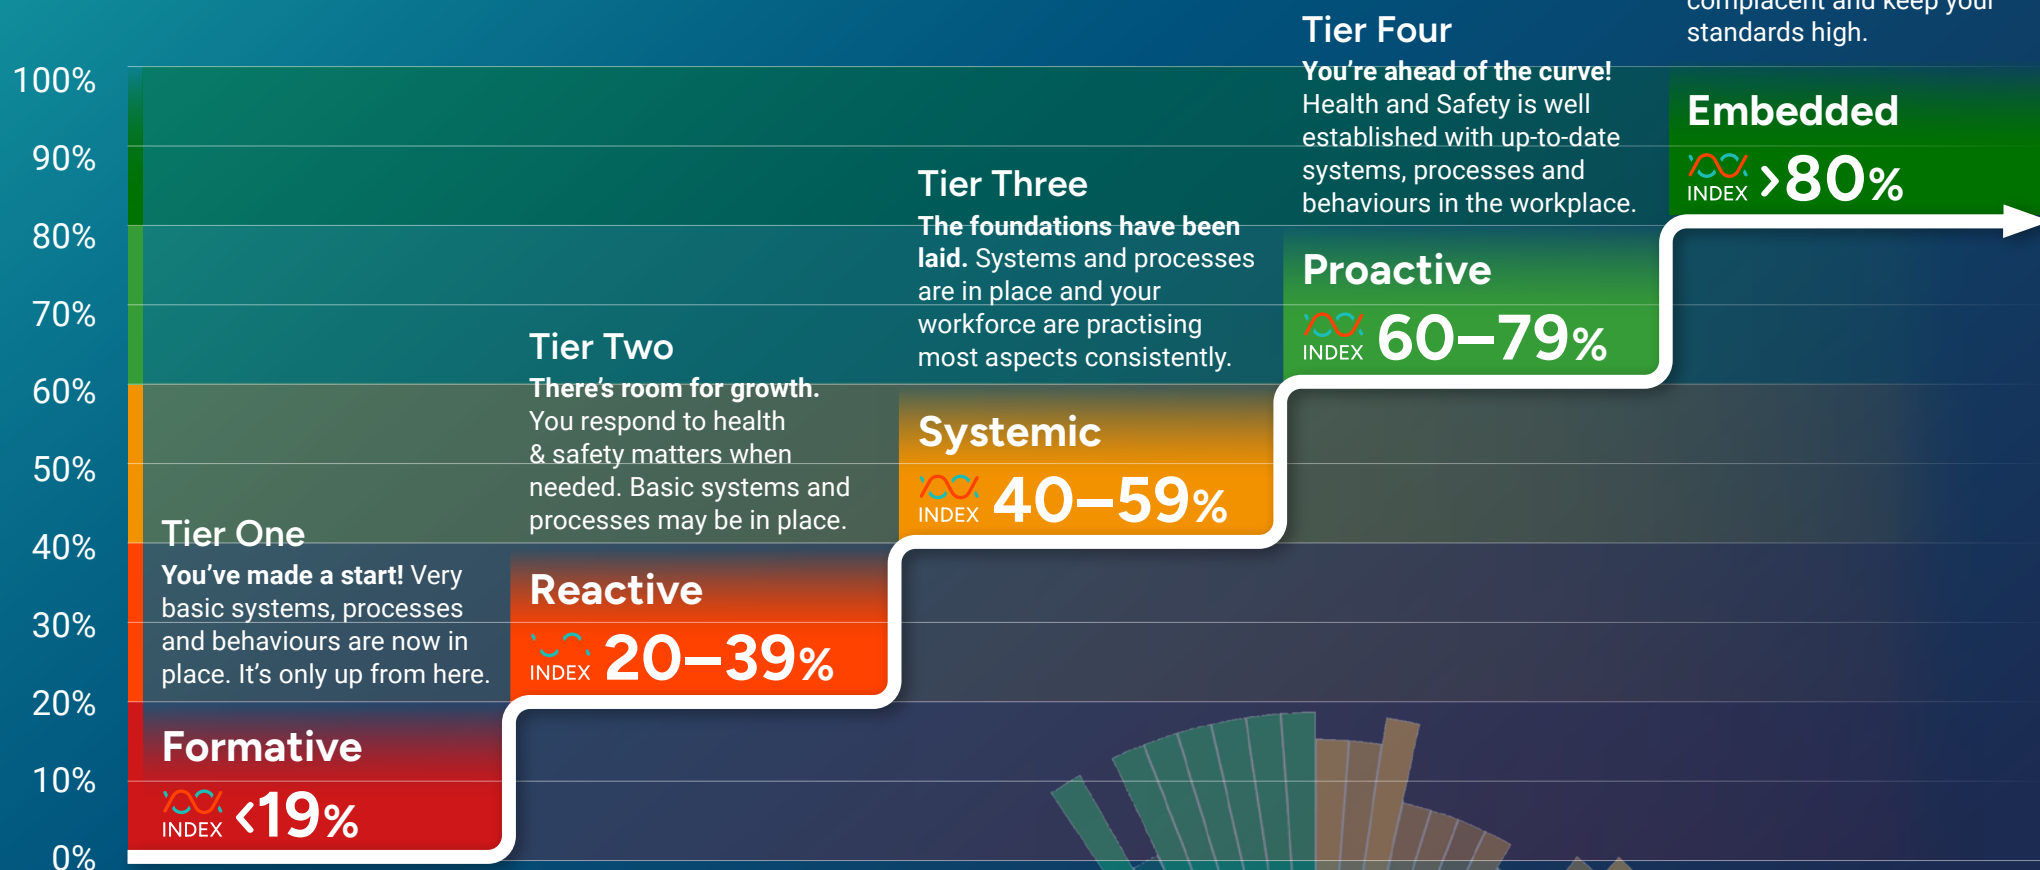 100%
90%
80%
70%
60%
50%
40%
30%
20%
10%
0%
Tier One
You've made a start! Very
basic systems, processes
and behaviours are now in
place. It's only up from here.
Formative
INDEX <19%
Tier Two
There's room for growth.
You respond to health
& safety matters when
needed. Basic systems and
processes may be in place.
Reactive
INDEX 20–39%
Tier Three
The foundations have been
laid. Systems and processes
are in place and your
workforce are practising
most aspects consistently.
Systemic
INDEX 40–59%
Tier Four
You're ahead of the curve!
Health and Safety is well
established with up-to-date
systems, processes and
behaviours in the workplace.
Proactive
INDEX 60–79%
complacent and keep your
standards high.
Embedded
INDEX >80%